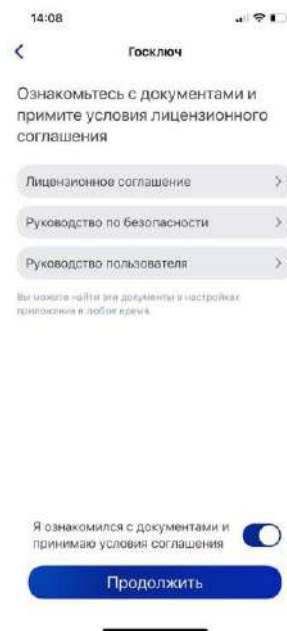 14:08
Госключ
Ознакомьтесь с документами и
примите условия лицензионного
соглашения
Лицензионное соглашение
Руководство по безопасности
Руководство пользователя
Вы можете найти эти документы в настройках
приложения в любое время.
Я ознакомился с документами и
принимаю условия соглашения
Продолжить